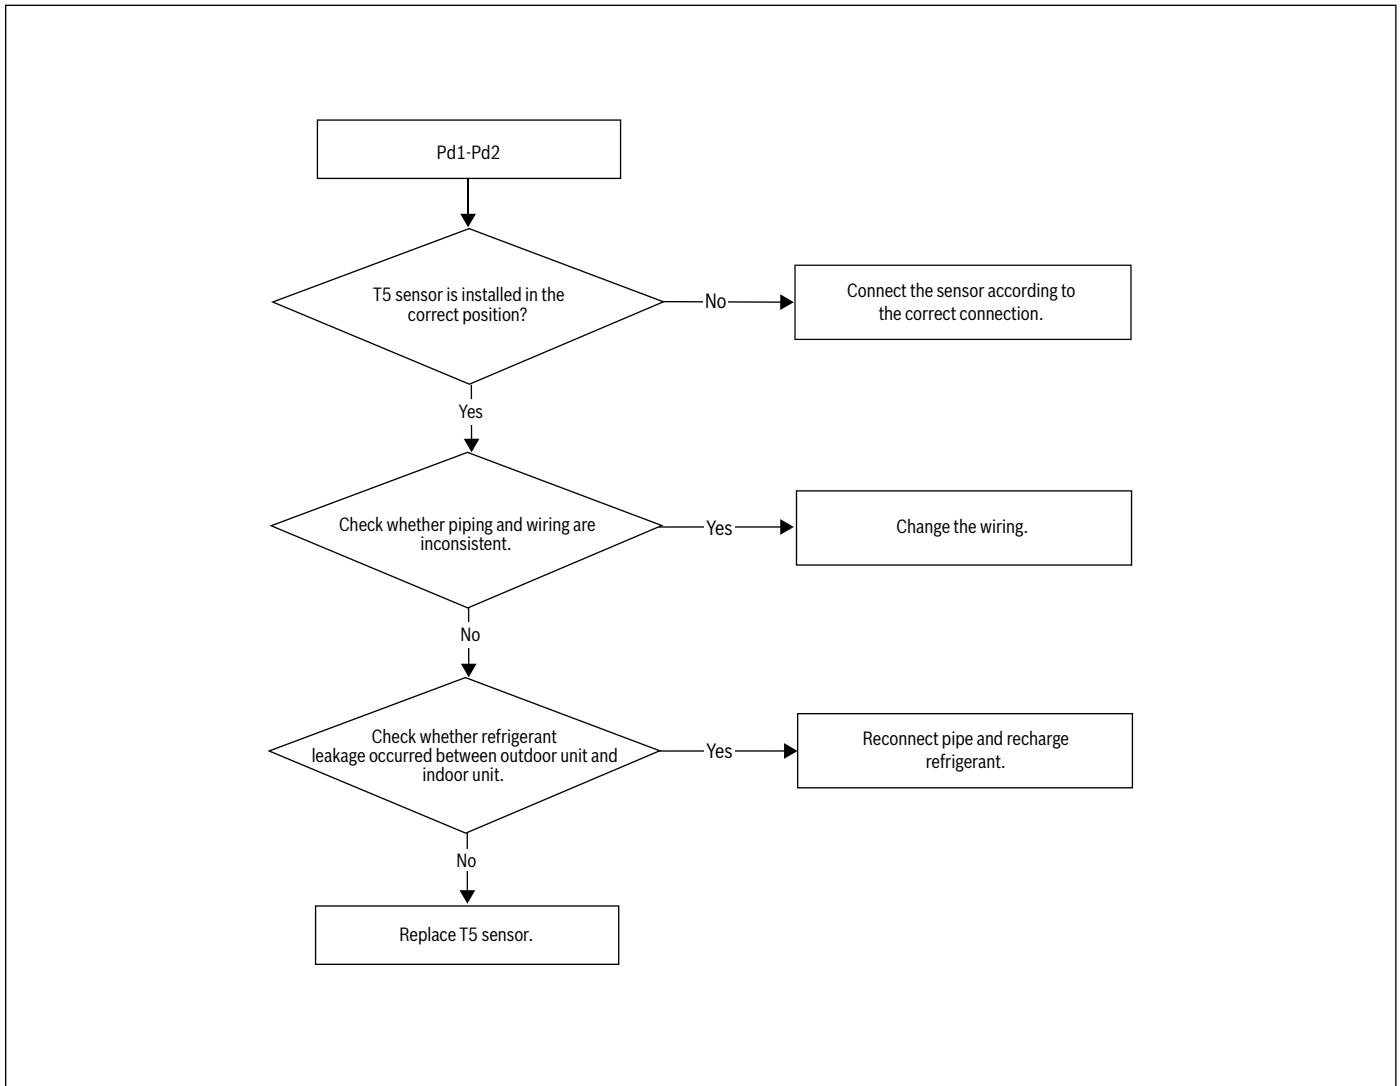 Pd1-Pd2
T5 sensor is installed in the
correct position?
No
Connect the sensor according to
the correct connection.
Yes
Check whether piping and wiring are
inconsistent.
Yes
Change the wiring.
No
Check whether refrigerant
leakage occurred between outdoor unit and
indoor unit.
Yes
Reconnect pipe and recharge
refrigerant.
No
Replace T5 sensor.